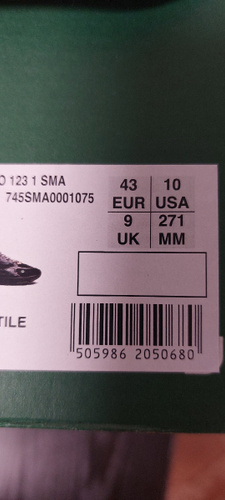 O 123 1 SMA
745SMA0001075
43 10
EUR USA
9 271
UK MM
TILE
505986 2050680